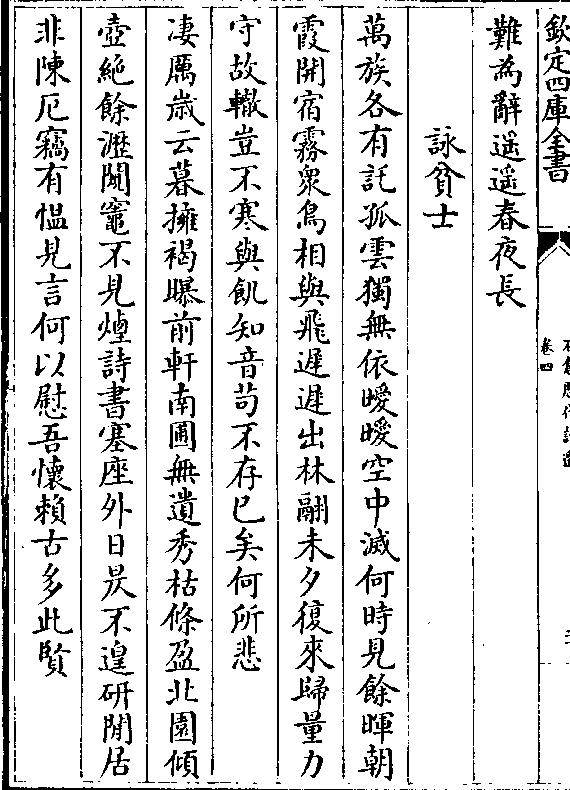 欽定四庫全書
卷四
難為辭遥遥春夜長
詠貧士
萬族各有託孤雲獨無依曖曖空中滅何時見餘暉朝
霞開宿霧衆鳥相與飛遲遲出林翮未夕復來歸量力
守故轍豈不寒與飢知音苟不存已矣何所悲
凄厲嵗云暮擁褐曝前軒南圃無遺秀枯條盈北園傾
壺絶餘瀝闚竈不見煙詩書塞座外日昃不遑研閒居
非陳厄竊有愠見言何以慰吾懷賴古多此賢